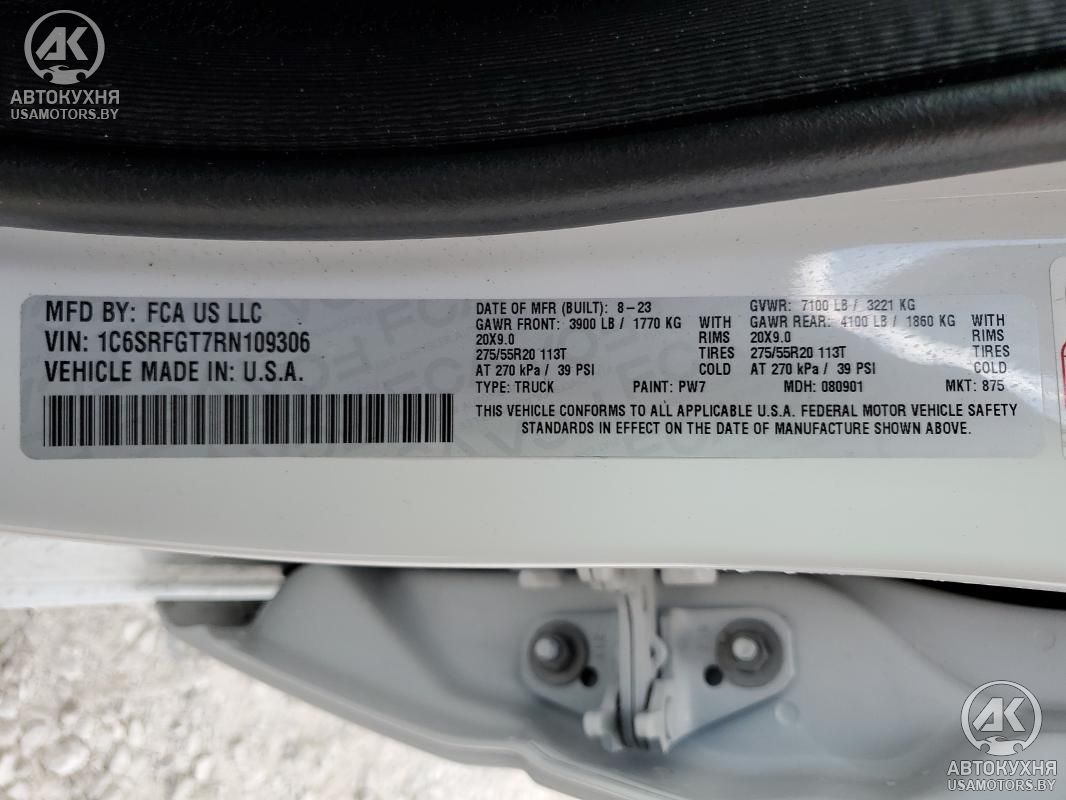 AK
АВТОКУХНЯ
USAMOTORS.BY
MFD BY: FCA US LLC
VIN: 1C6SRFGT7RN109306
VEHICLE MADE IN: U.S.A.
DATE OF MFR (BUILT): 8-23 GVWR: 7100 LB / 3221 KG
GAWR FRONT: 3900 LB / 1770 KG WITH GAWR REAR: 4100 LB / 1860 KG WITH
20X9.0 RIMS 20X9.0 RIMS
275/55R20 113T TIRES 275/55R20 113T TIRES
AT 270 kPa / 39 PSI COLD AT 270 kPa / 39 PSI COLD
TYPE: TRUCK PAINT: PW7 MDH: 080901 MKT: 875
THIS VEHICLE CONFORMS TO ALL APPLICABLE U.S.A. FEDERAL MOTOR VEHICLE SAFETY
STANDARDS IN EFFECT ON THE DATE OF MANUFACTURE SHOWN ABOVE.
AK
АВТОКУХНЯ
USAMOTORS.BY